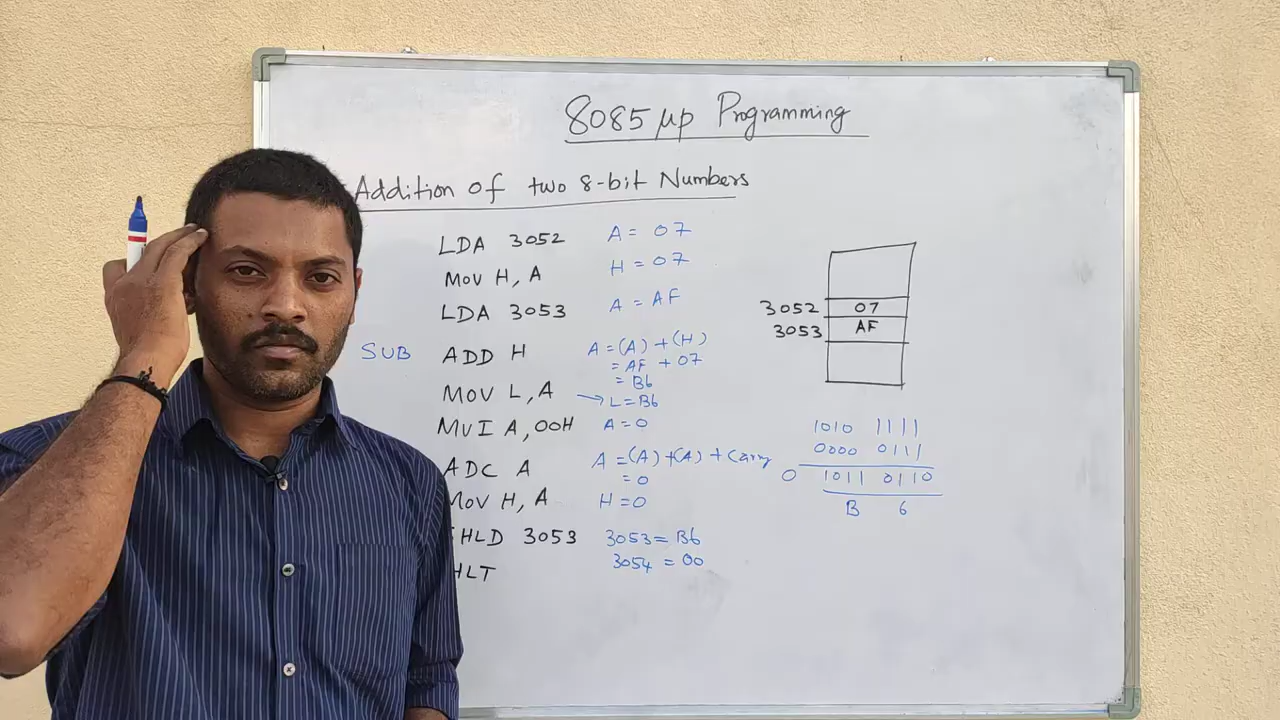 8085 μp Programming
Addition of two 8-bit Numbers
LDA 3052 A = 07
MOV H, A H = 07
LDA 3053 A = AF
SUB ADD H A = (A) + (H)
= AF + 07
= B6
MOV L, A → L = B6
MVI A, 00H A = 0
ADC A A = (A) + (A) + Carry
= 0
MOV H, A H = 0
SHLD 3053 3053 = B6
3054 = 00
HLT
3052 07
3053 AF
1010 1111
0000 0111
0 1011 0110
B 6